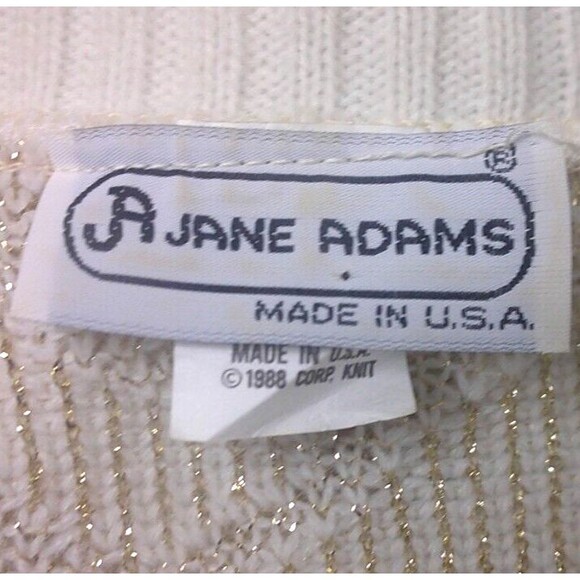 ®
JA JANE ADAMS
MADE IN U.S.A.
MADE IN U.S.A.
©1988 CORP. KNIT